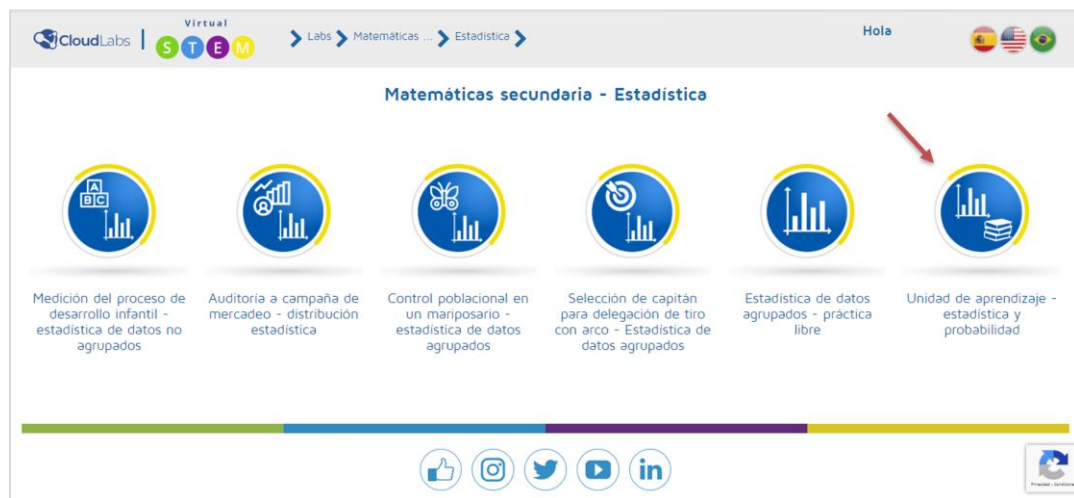 CloudLabs
Virtual
STEM
Labs
Matemáticas ...
Estadística
Hola
Matemáticas secundaria - Estadística
A
B C
Medición del proceso de
desarrollo infantil -
estadística de datos no
agrupados
Auditoría a campaña de
mercadeo - distribución
estadística
Control poblacional en
un mariposario -
estadística de datos
agrupados
Selección de capitán
para delegación de tiro
con arco - Estadística de
datos agrupados
Estadística de datos
agrupados - práctica
libre
Unidad de aprendizaje -
estadística y
probabilidad
in